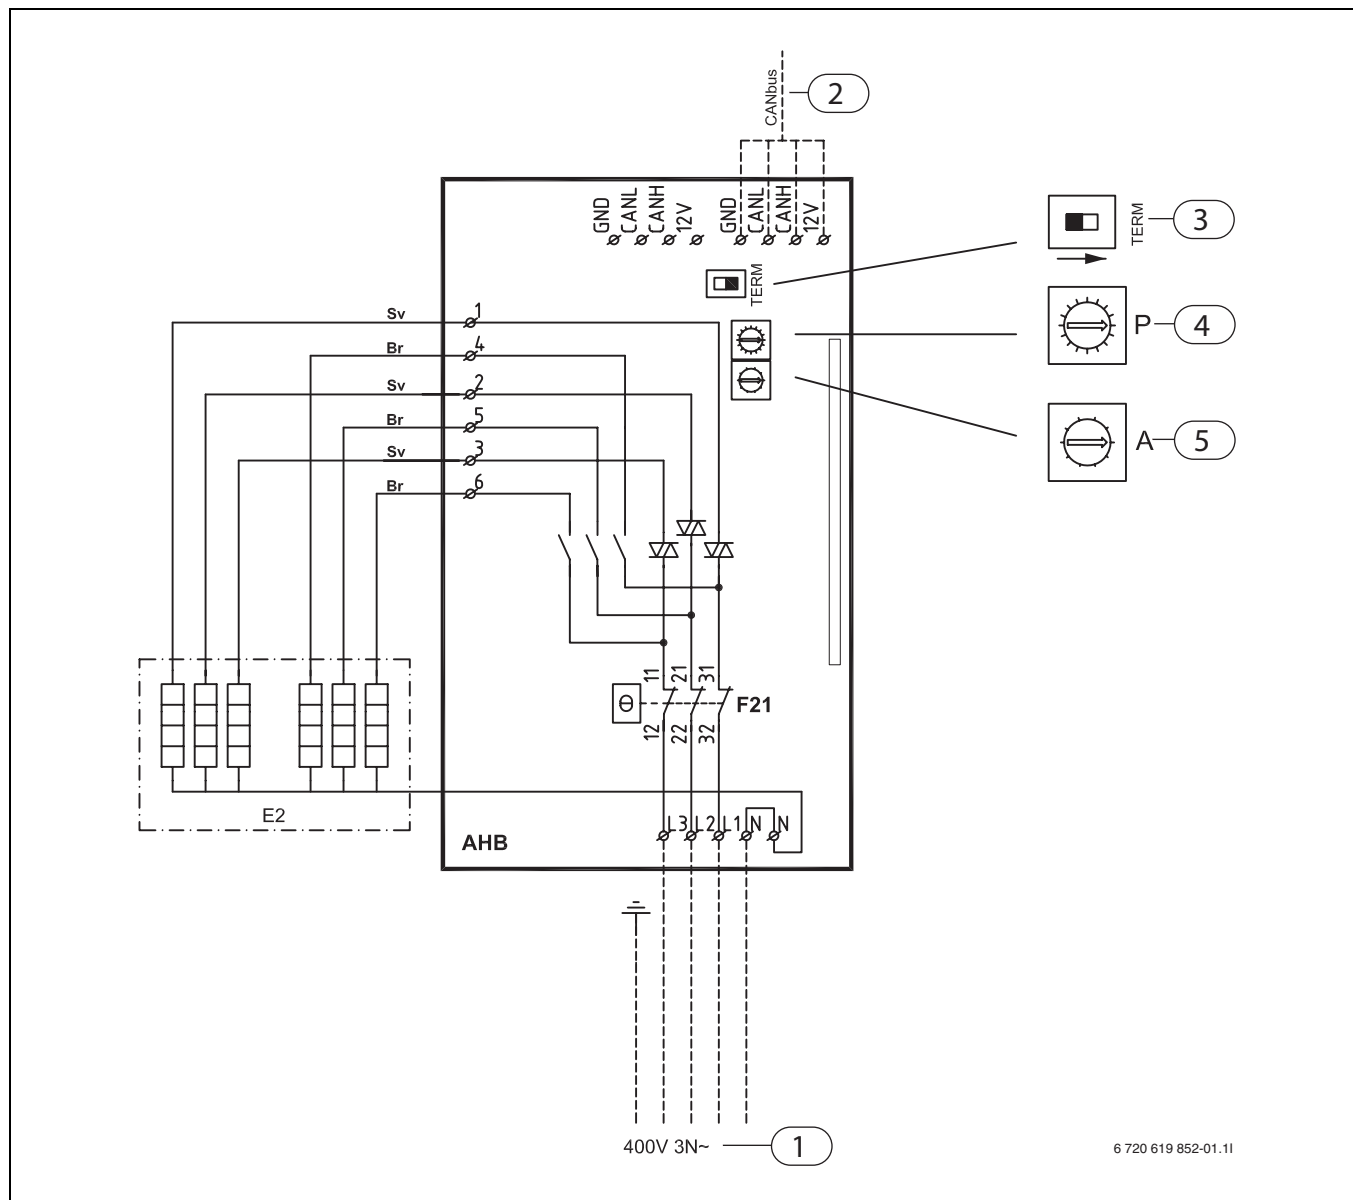 CANbus
2
GND
CANL
CANH
12V
GND
CANL
CANH
12V
TERM
TERM
3
P
4
A
5
Sv
1
Br
4
Sv
2
Br
5
Sv
3
Br
6
11
21
31
Θ
F21
12
22
32
E2
L3
L2
L1
N
N
AHB
400V 3N~
1
6 720 619 852-01.1I